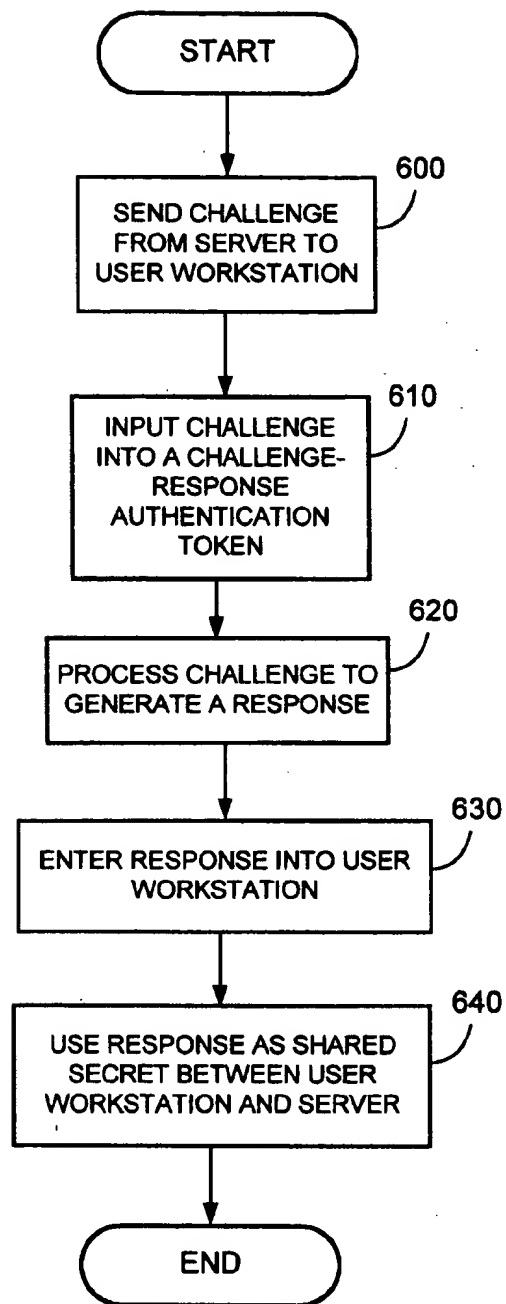 START
600
SEND CHALLENGE
FROM SERVER TO
USER WORKSTATION
610
INPUT CHALLENGE
INTO A CHALLENGE-
RESPONSE
AUTHENTICATION
TOKEN
620
PROCESS CHALLENGE TO
GENERATE A RESPONSE
630
ENTER RESPONSE INTO USER
WORKSTATION
640
USE RESPONSE AS SHARED
SECRET BETWEEN USER
WORKSTATION AND SERVER
END